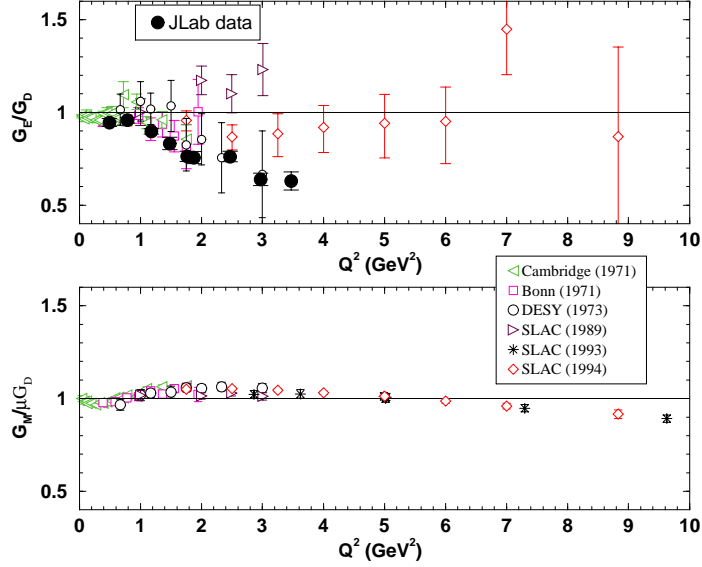 1.5
JLab data
G_E/G_D
1
0.5
0 1 2 3 4 5 6 7 8 9 10
Q^2 (GeV^2)
Cambridge (1971)
Bonn (1971)
DESY (1973)
SLAC (1989)
SLAC (1993)
SLAC (1994)
1.5
G_M/μG_D
1
0.5
0 1 2 3 4 5 6 7 8 9 10
Q^2 (GeV^2)